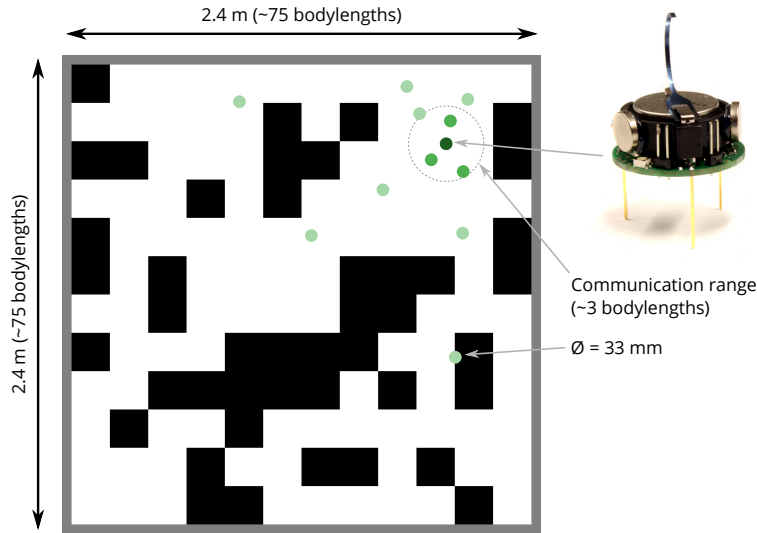 2.4 m (~75 bodylengths)
2.4 m (~75 bodylengths)
Communication range
(~3 bodylengths)
Ø = 33 mm